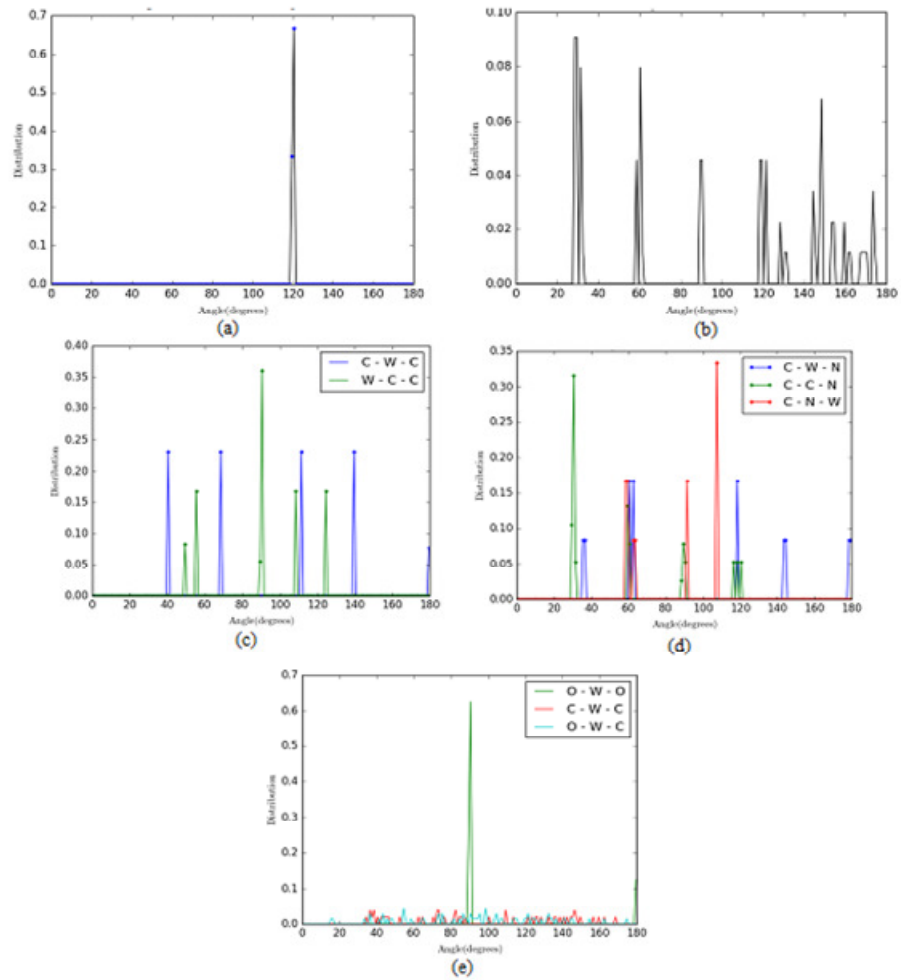 0.7
0.6
0.5
0.4
0.3
0.2
0.1
0.0
Distribution
0 20 40 60 80 100 120 140 160 180
Angle(degrees)
(a)
0.10
0.08
0.06
0.04
0.02
0.00
Distribution
0 20 40 60 80 100 120 140 160 180
Angle(degrees)
(b)
0.40
0.35
0.30
0.25
0.20
0.15
0.10
0.05
0.00
Distribution
C - W - C
W - C - C
0 20 40 60 80 100 120 140 160 180
Angle(degrees)
(c)
0.35
0.30
0.25
0.20
0.15
0.10
0.05
0.00
Distribution
C - W - N
C - C - N
C - N - W
0 20 40 60 80 100 120 140 160 180
Angle(degrees)
(d)
0.7
0.6
0.5
0.4
0.3
0.2
0.1
0.0
Distribution
O - W - O
C - W - C
O - W - C
0 20 40 60 80 100 120 140 160 180
Angle(degrees)
(e)